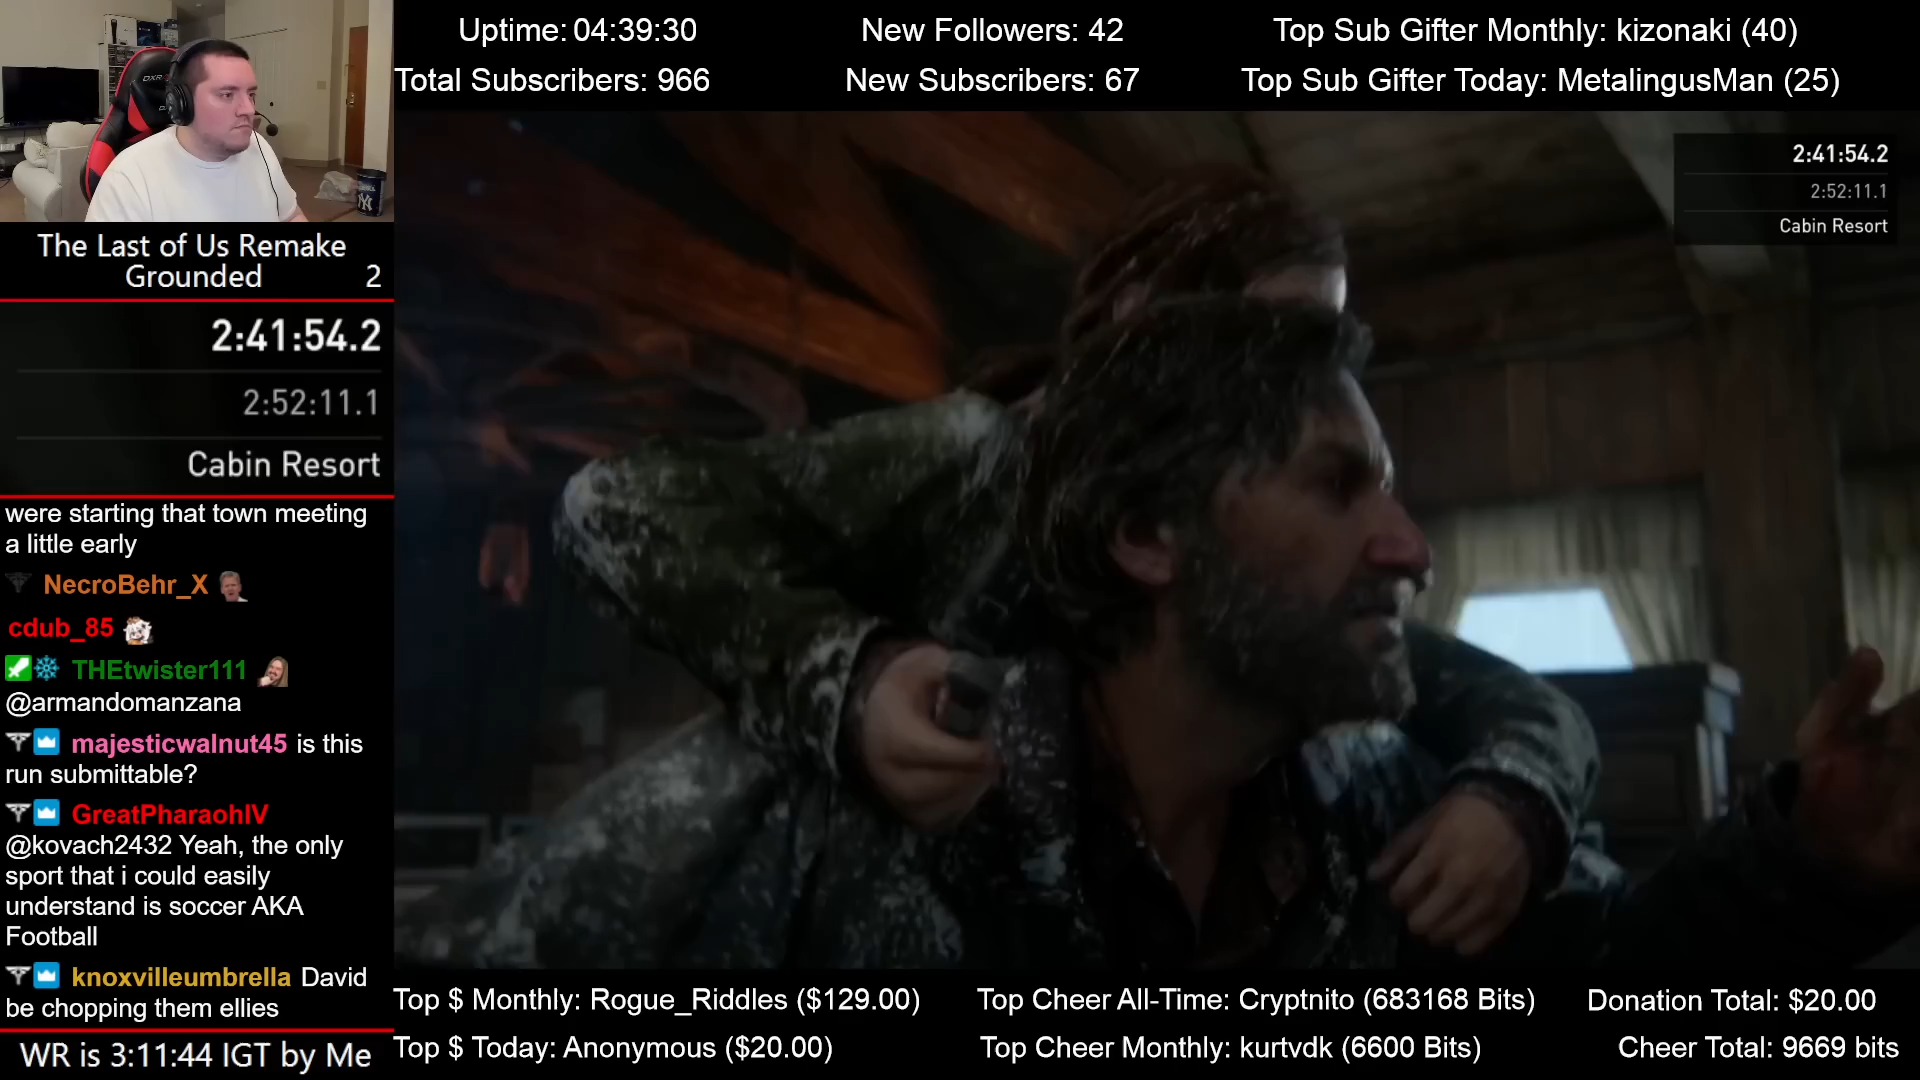 Uptime: 04:39:30
New Followers: 42
Top Sub Gifter Monthly: kizonaki (40)
Total Subscribers: 966
New Subscribers: 67
Top Sub Gifter Today: MetalingusMan (25)
2:41:54.2
2:52:11.1
Cabin Resort
The Last of Us Remake
Grounded 2
2:41:54.2
2:52:11.1
Cabin Resort
were starting that town meeting
a little early
NecroBehr_X
cdub_85
THEtwister111
@armandomanzana
majesticwalnut45 is this
run submittable?
GreatPharaohIV
@kovach2432 Yeah, the only
sport that i could easily
understand is soccer AKA
Football
knoxvilleumbrella David
be chopping them ellies
WR is 3:11:44 IGT by Me
Top $ Monthly: Rogue_Riddles ($129.00)
Top Cheer All-Time: Cryptnito (683168 Bits)
Donation Total: $20.00
Top $ Today: Anonymous ($20.00)
Top Cheer Monthly: kurtvdk (6600 Bits)
Cheer Total: 9669 bits